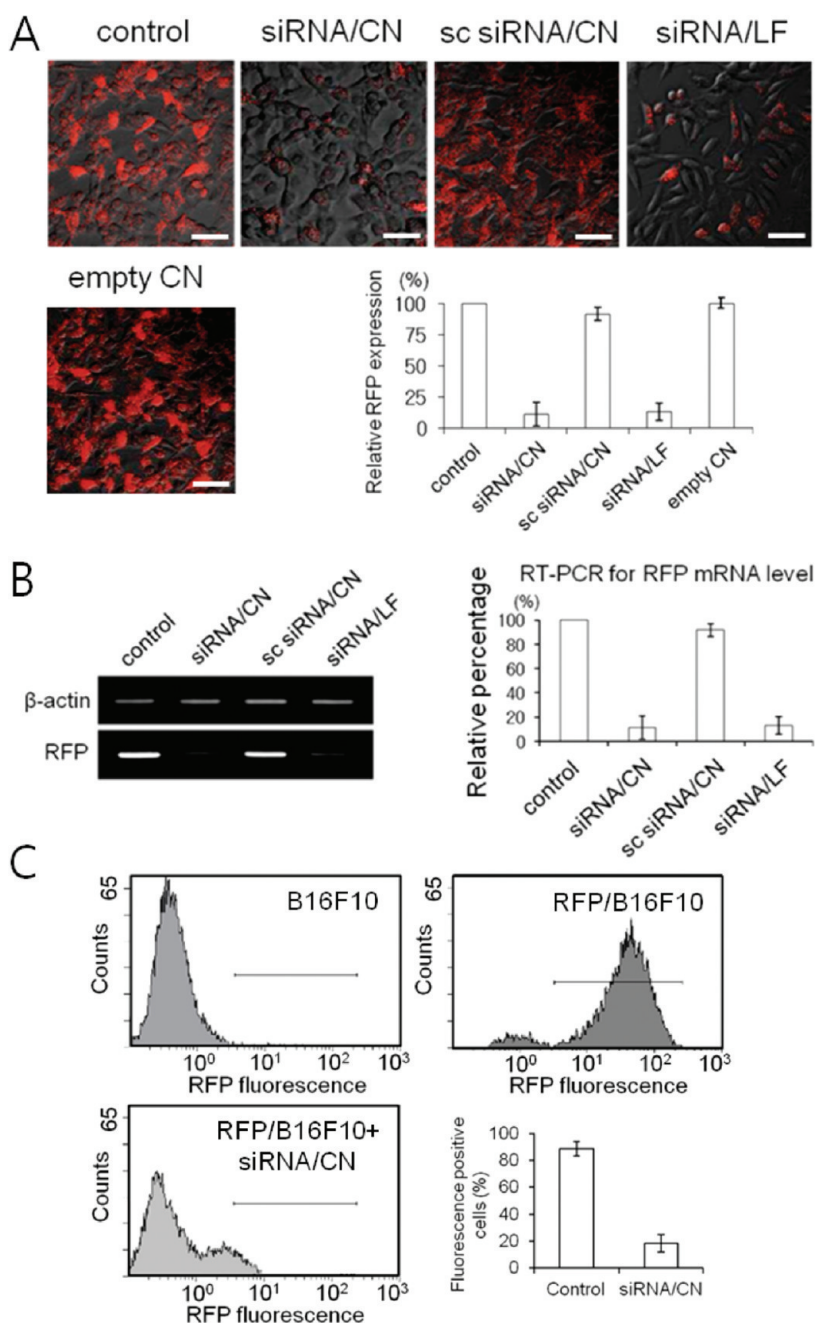 A
control
siRNA/CN
sc siRNA/CN
siRNA/LF
empty CN
(%)
Relative RFP expression
100
75
50
25
0
control
siRNA/CN
sc siRNA/CN
siRNA/LF
empty CN
B
control
siRNA/CN
sc siRNA/CN
siRNA/LF
β-actin
RFP
RT-PCR for RFP mRNA level
(%)
Relative percentage
100
80
60
40
20
0
control
siRNA/CN
sc siRNA/CN
siRNA/LF
C
65
Counts
B16F10
10⁰ 10¹ 10² 10³
RFP fluorescence
65
Counts
RFP/B16F10
10⁰ 10¹ 10² 10³
RFP fluorescence
65
Counts
RFP/B16F10+
siRNA/CN
10⁰ 10¹ 10² 10³
RFP fluorescence
Fluorescence positive
cells (%)
100
80
60
40
20
0
Control siRNA/CN